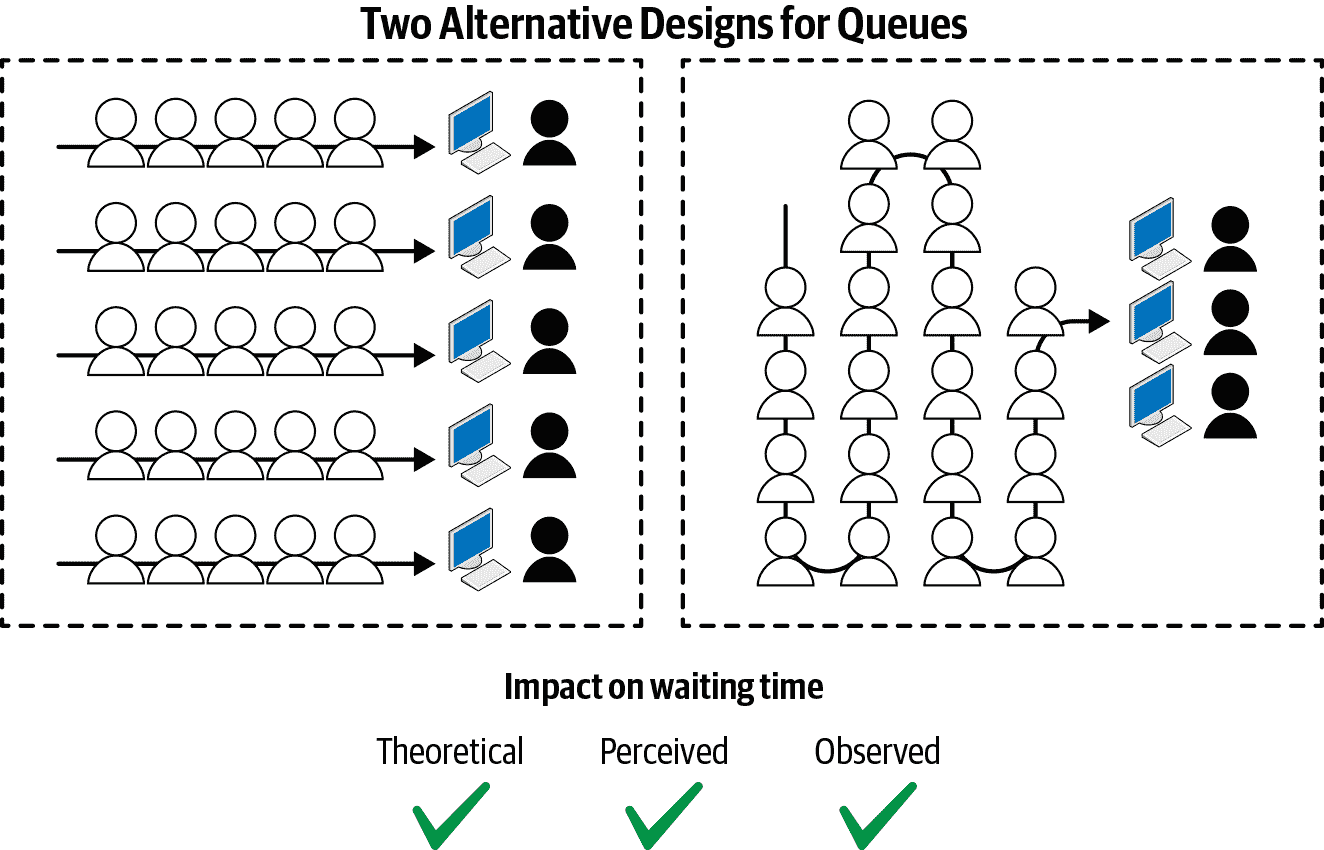 Two Alternative Designs for Queues
Impact on waiting time
Theoretical Perceived Observed